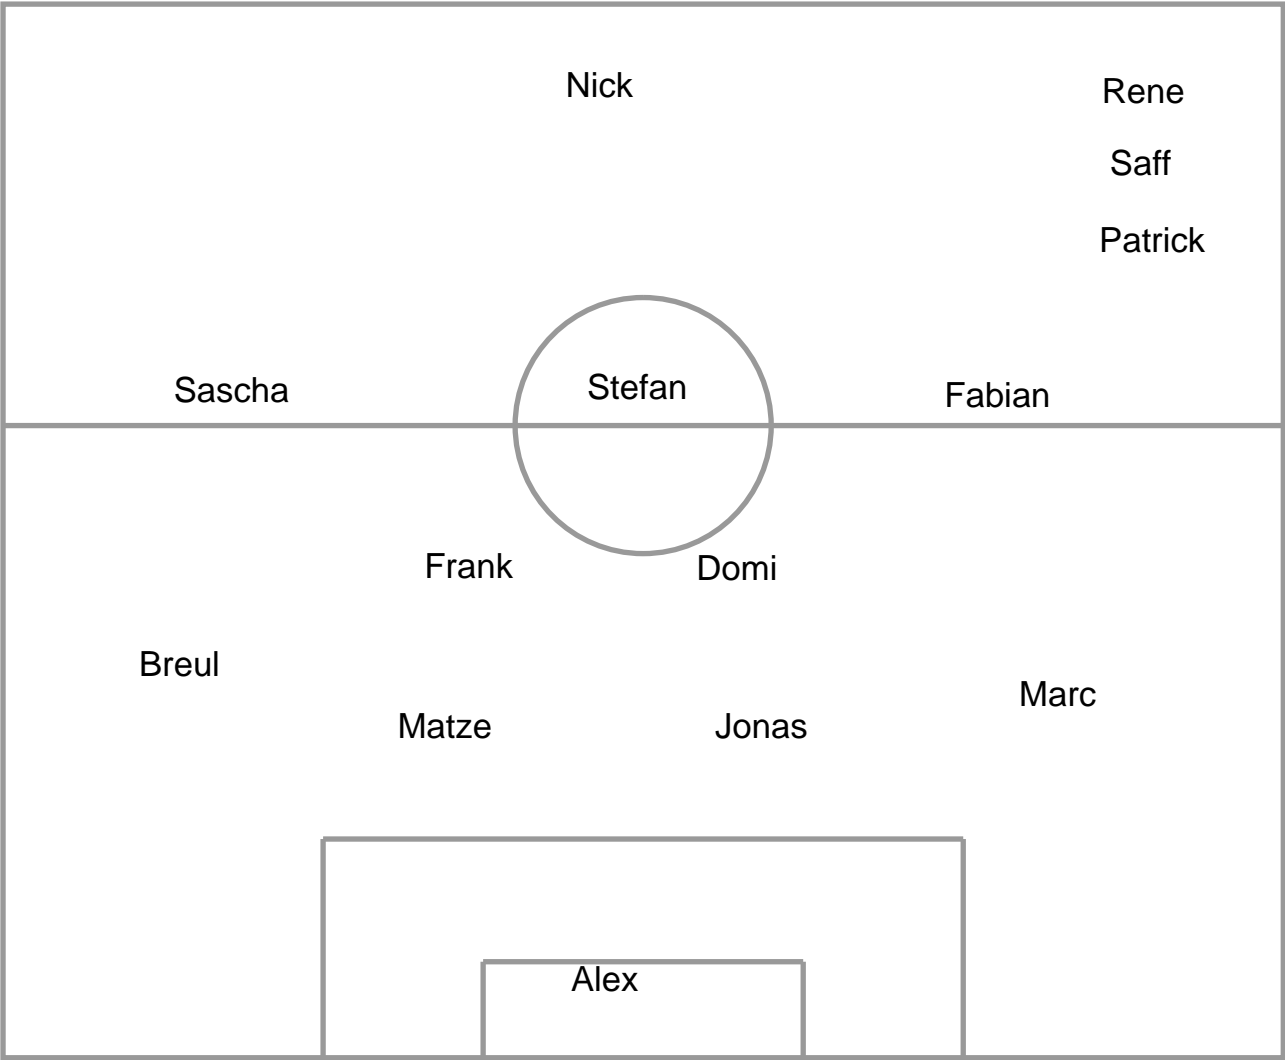 Nick
Rene
Saff
Patrick
Sascha
Stefan
Fabian
Frank
Domi
Breul
Marc
Matze
Jonas
Alex